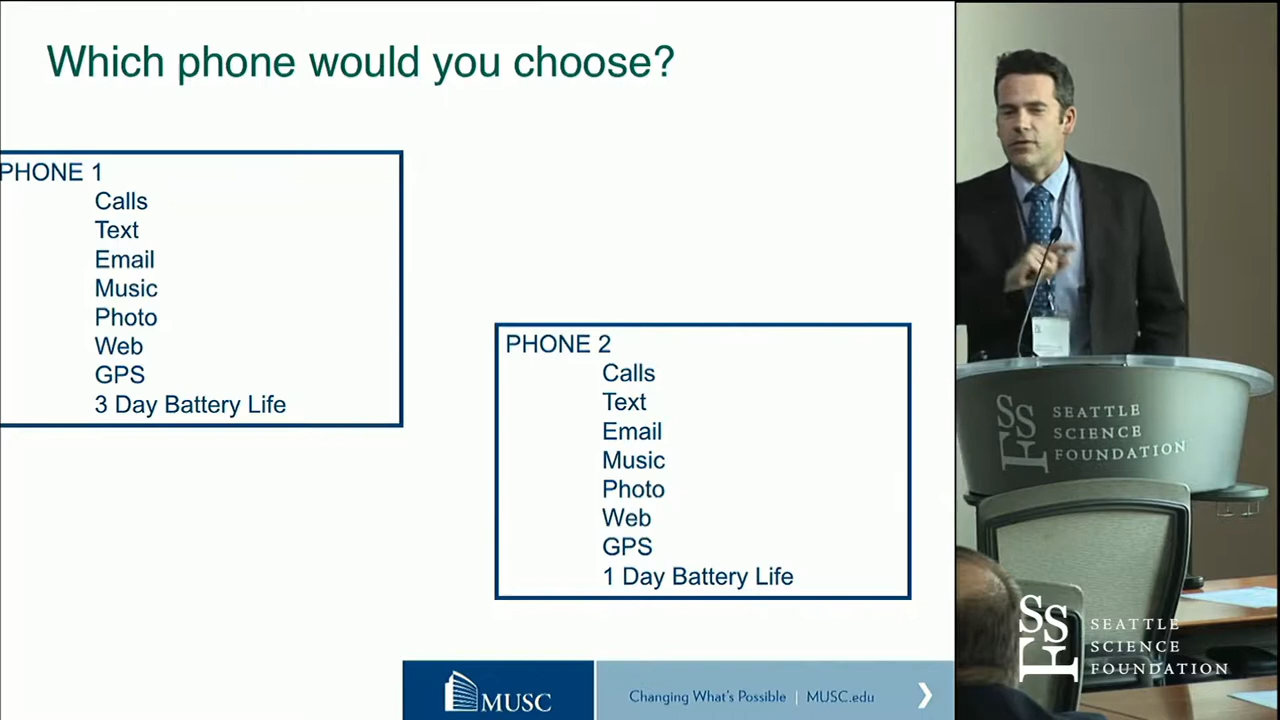 Which phone would you choose?
PHONE 1
Calls
Text
Email
Music
Photo
Web
GPS
3 Day Battery Life
PHONE 2
Calls
Text
Email
Music
Photo
Web
GPS
1 Day Battery Life
MUSC
Changing What's Possible | MUSC.edu
SSF
SEATTLE
SCIENCE
FOUNDATION
SSF
SEATTLE
SCIENCE
FOUNDATION